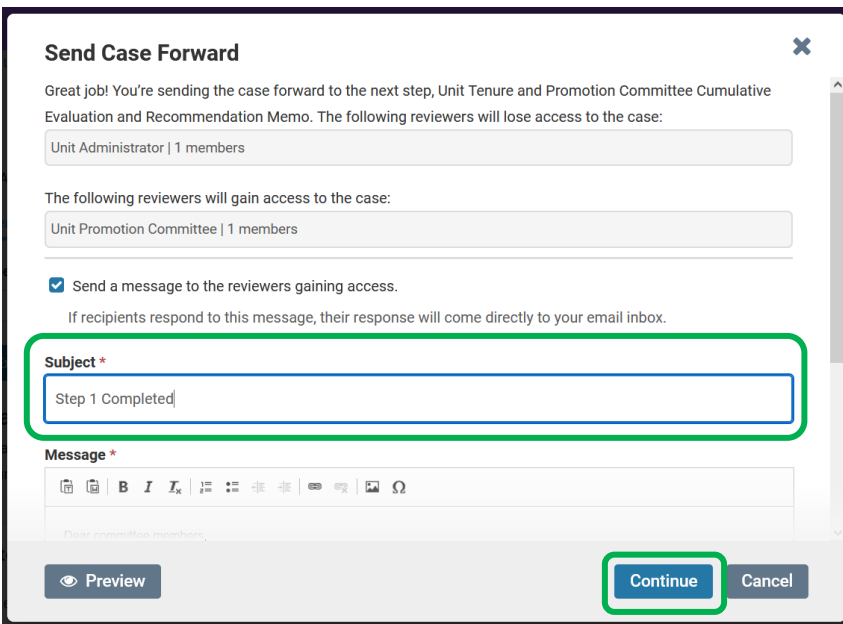 Send Case Forward
Great job! You're sending the case forward to the next step, Unit Tenure and Promotion Committee Cumulative
Evaluation and Recommendation Memo. The following reviewers will lose access to the case:
Unit Administrator | 1 members
The following reviewers will gain access to the case:
Unit Promotion Committee | 1 members
Send a message to the reviewers gaining access.
If recipients respond to this message, their response will come directly to your email inbox.
Subject *
Step 1 Completed
Message *
Dear committee members,
Preview
Continue
Cancel